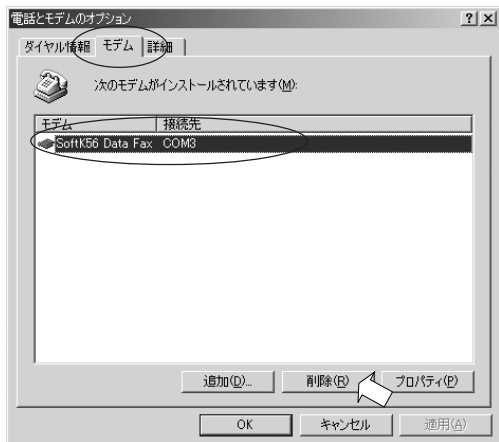 電話とモデムのオプション
ダイヤル情報 モデム 詳細
次のモデムがインストールされています(M):
モデム 接続先
SoftK56 Data Fax COM3
追加(D)... 削除(R) プロパティ(P)
OK キャンセル 適用(A)